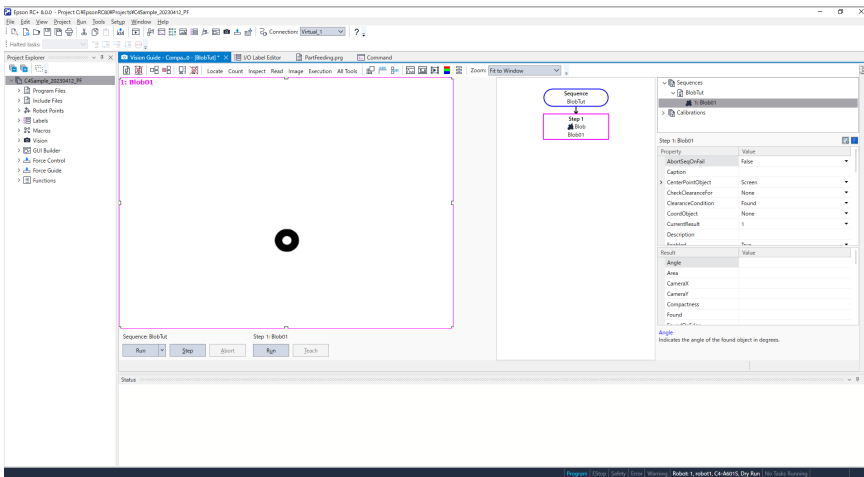 Epson RC+ 8.0.0 - Project C:\EpsonRC80\Projects\C4Sample_20230412_PF
File Edit View Project Run Tools Setup Window Help
Connection: Virtual_1
Halted tasks:
Project Explorer
Vision Guide - Compa...0 - [BlobTut] * I/O Label Editor PartFeeding.prg Command
Locate Count Inspect Read Image Execution All Tools Zoom: Fit to Window
C4Sample_20230412_PF
Program Files
Include Files
Robot Points
Labels
Macros
Vision
GUI Builder
Force Control
Force Guide
Functions
1: Blob01
Sequence
BlobTut
Step 1
Blob
Blob01
Sequences
BlobTut
1: Blob01
Calibrations
Step 1: Blob01
Property Value
AbortSeqOnFail False
Caption
CenterPointObject Screen
CheckClearanceFor None
ClearanceCondition Found
CoordObject None
CurrentResult 1
Description
Enabled True
Result Value
Angle
Area
CameraX
CameraY
Compactness
Found
FoundOnEdge
Angle
Indicates the angle of the found object in degrees.
Sequence: BlobTut Step 1: Blob01
Run Step Abort Run Teach
Status
Program EStop Safety Error Warning Robot: 1, robot1, C4-A601S, Dry Run No Tasks Running